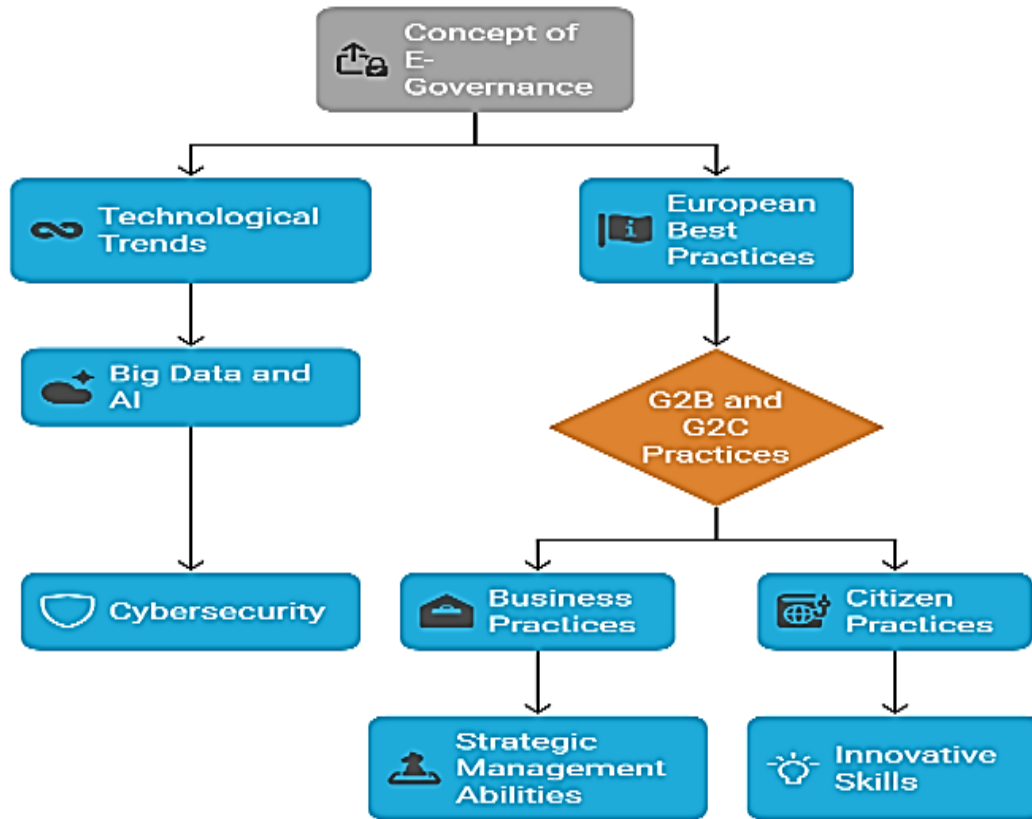 Concept of
E-
Governance
Technological
Trends
European
Best
Practices
Big Data and
AI
G2B and
G2C
Practices
Cybersecurity
Business
Practices
Citizen
Practices
Strategic
Management
Abilities
Innovative
Skills